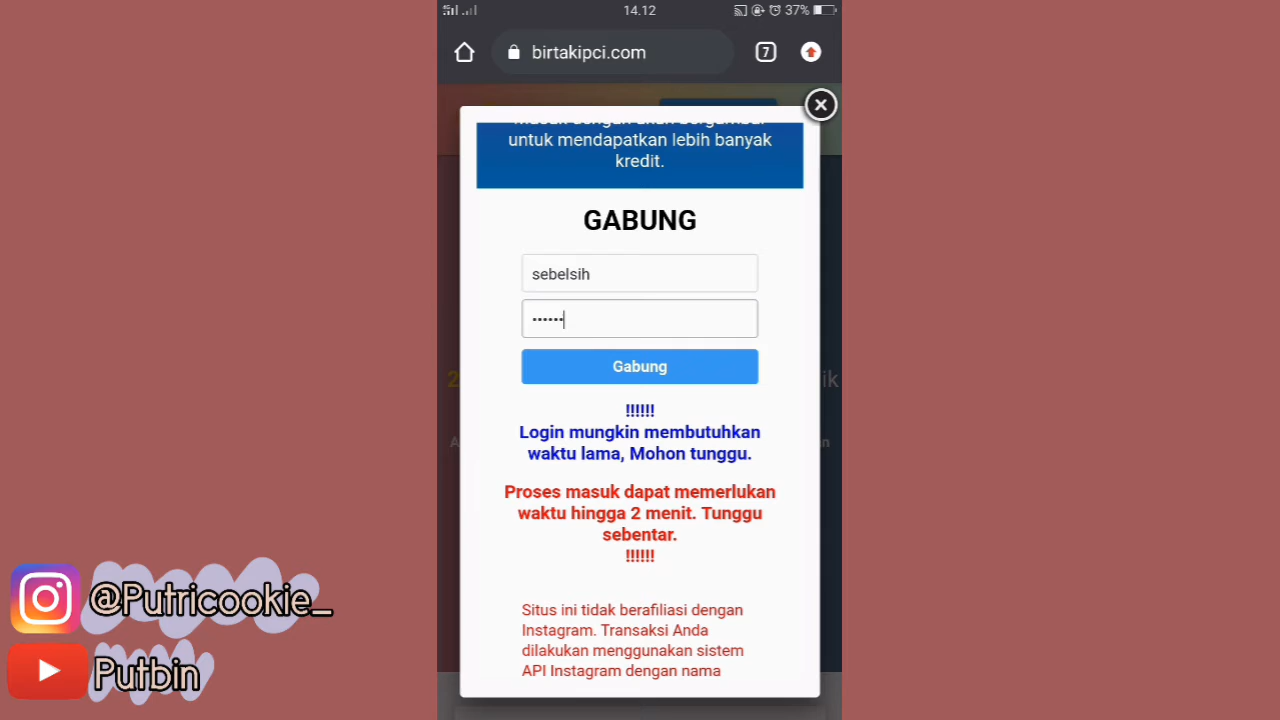 14.12
37%
birtakipci.com
7
untuk mendapatkan lebih banyak
kredit.
GABUNG
sebelsih
••••••
Gabung
!!!!!!
Login mungkin membutuhkan
waktu lama, Mohon tunggu.
Proses masuk dapat memerlukan
waktu hingga 2 menit. Tunggu
sebentar.
!!!!!!
Situs ini tidak berafiliasi dengan
Instagram. Transaksi Anda
dilakukan menggunakan sistem
API Instagram dengan nama
@Putricookie_
Putbin